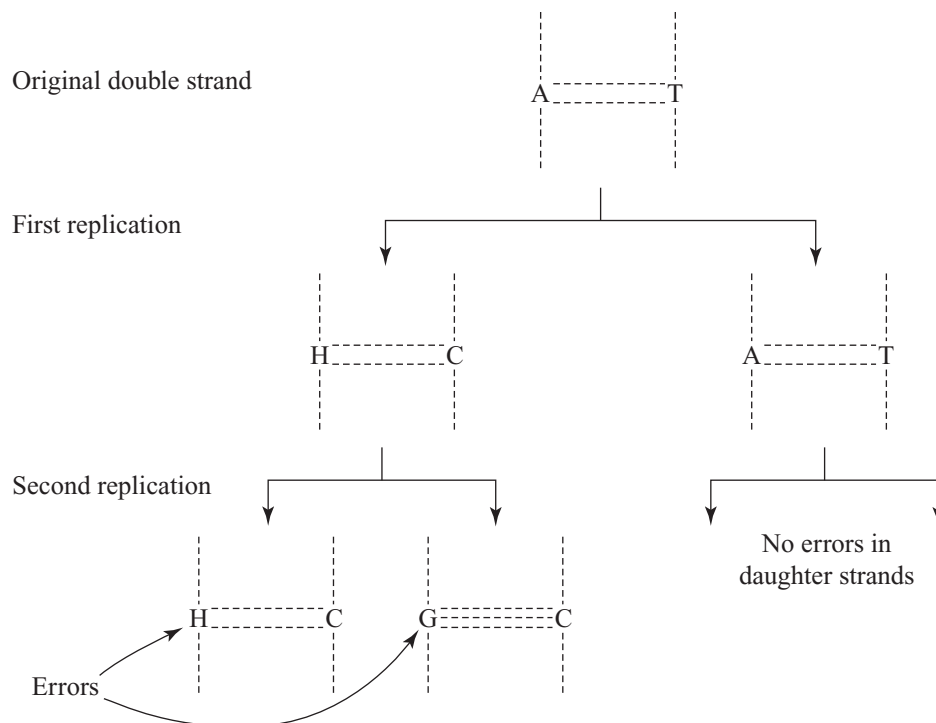 Original double strand
A T
First replication
H C
A T
Second replication
No errors in
daughter strands
H C
G C
Errors